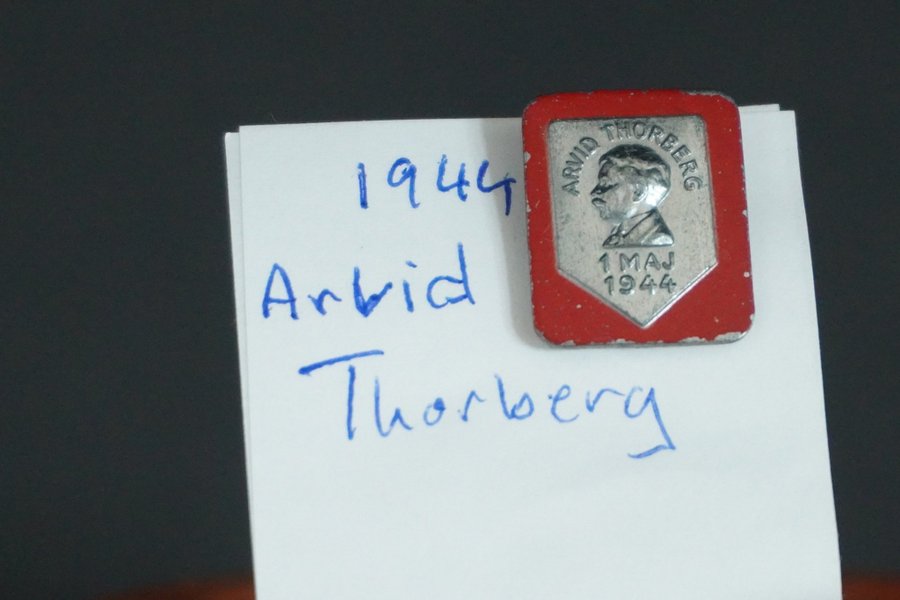 1944
Arvid
Thorberg
ARVID THORBERG
1 MAJ
1944